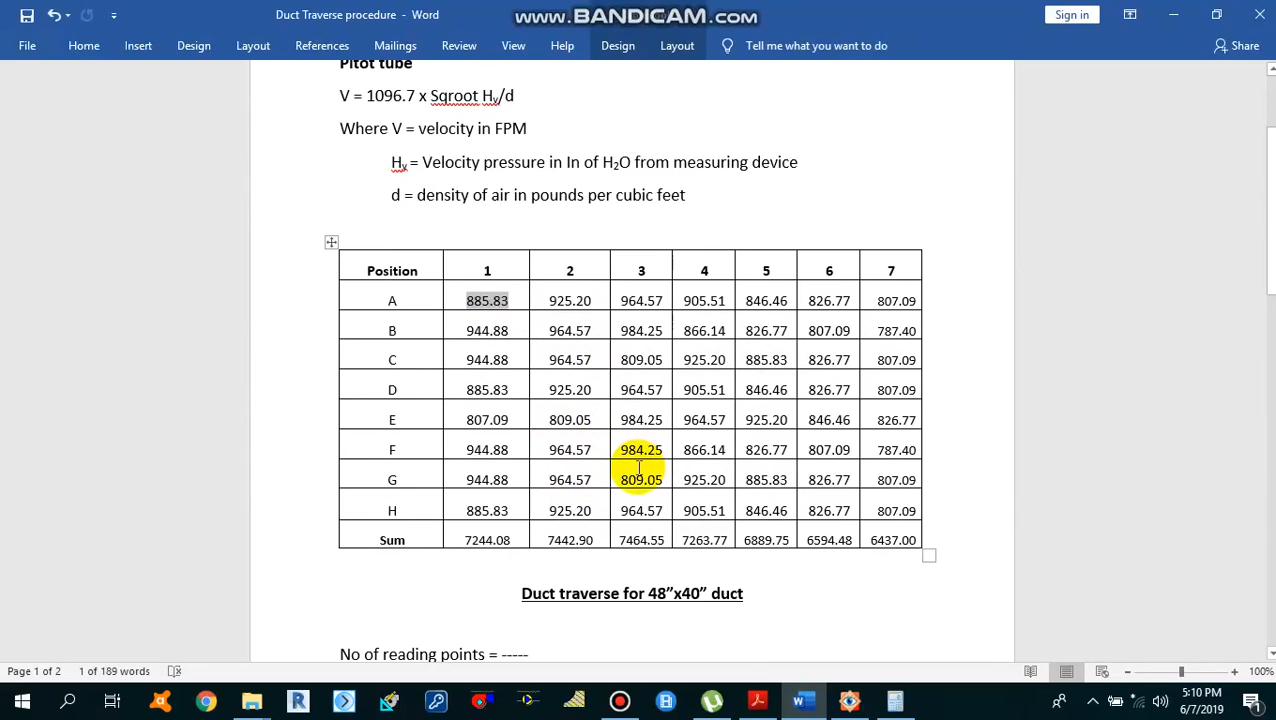 Duct Traverse procedure - Word
WWW.BANDICAM.COM
Sign in
File Home Insert Design Layout References Mailings Review View Help Design Layout Tell me what you want to do Share
Pitot tube
V = 1096.7 x Sqroot Hv/d
Where V = velocity in FPM
Hv = Velocity pressure in In of H2O from measuring device
d = density of air in pounds per cubic feet
Position 1 2 3 4 5 6 7
A 885.83 925.20 964.57 905.51 846.46 826.77 807.09
B 944.88 964.57 984.25 866.14 826.77 807.09 787.40
C 944.88 964.57 809.05 925.20 885.83 826.77 807.09
D 885.83 925.20 964.57 905.51 846.46 826.77 807.09
E 807.09 809.05 984.25 964.57 925.20 846.46 826.77
F 944.88 964.57 984.25 866.14 826.77 807.09 787.40
G 944.88 964.57 809.05 925.20 885.83 826.77 807.09
H 885.83 925.20 964.57 905.51 846.46 826.77 807.09
Sum 7244.08 7442.90 7464.55 7263.77 6889.75 6594.48 6437.00
Duct traverse for 48”x40” duct
No of reading points = -----
Page 1 of 2 1 of 189 words 100%
5:10 PM
6/7/2019